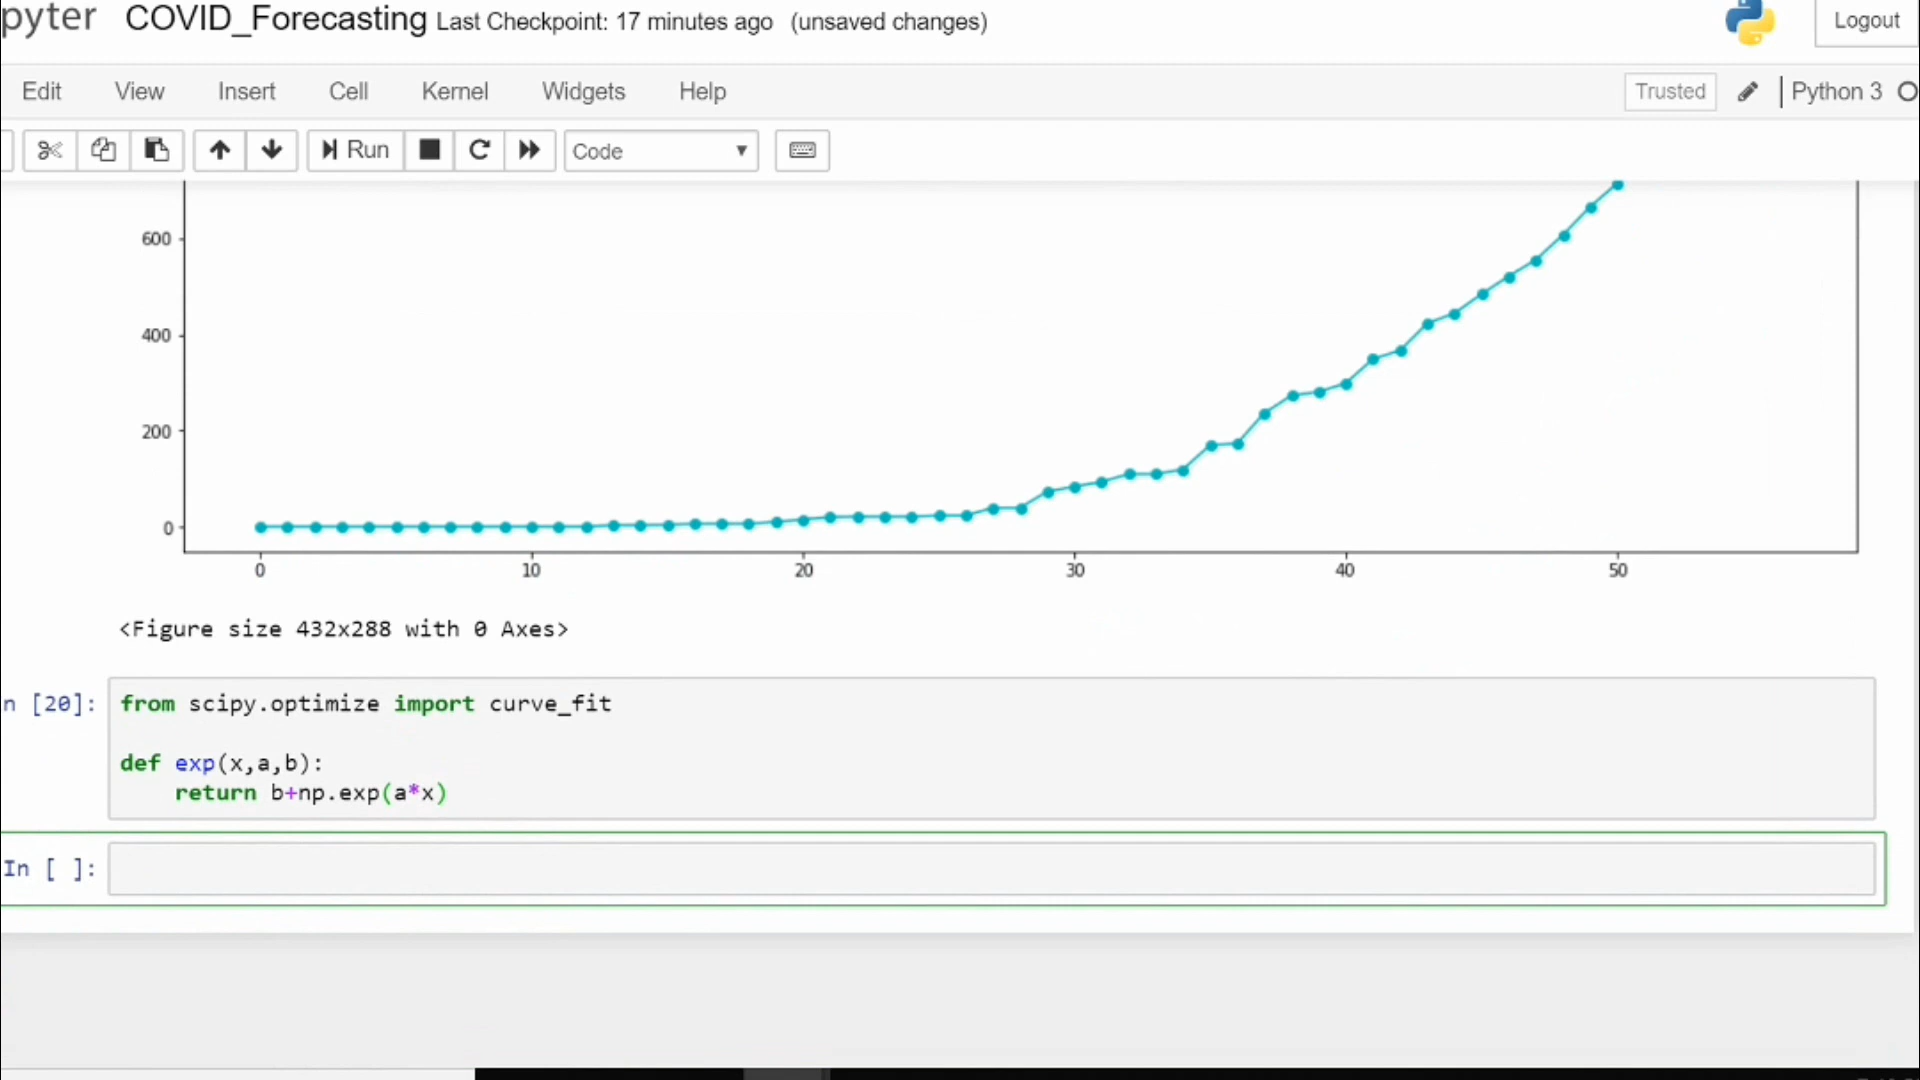 pyter COVID_Forecasting Last Checkpoint: 17 minutes ago (unsaved changes) Logout
Edit View Insert Cell Kernel Widgets Help Trusted Python 3
Run Code
600
400
200
0
0 10 20 30 40 50
<Figure size 432x288 with 0 Axes>
n [20]: from scipy.optimize import curve_fit
def exp(x,a,b):
return b+np.exp(a*x)
In [ ]: